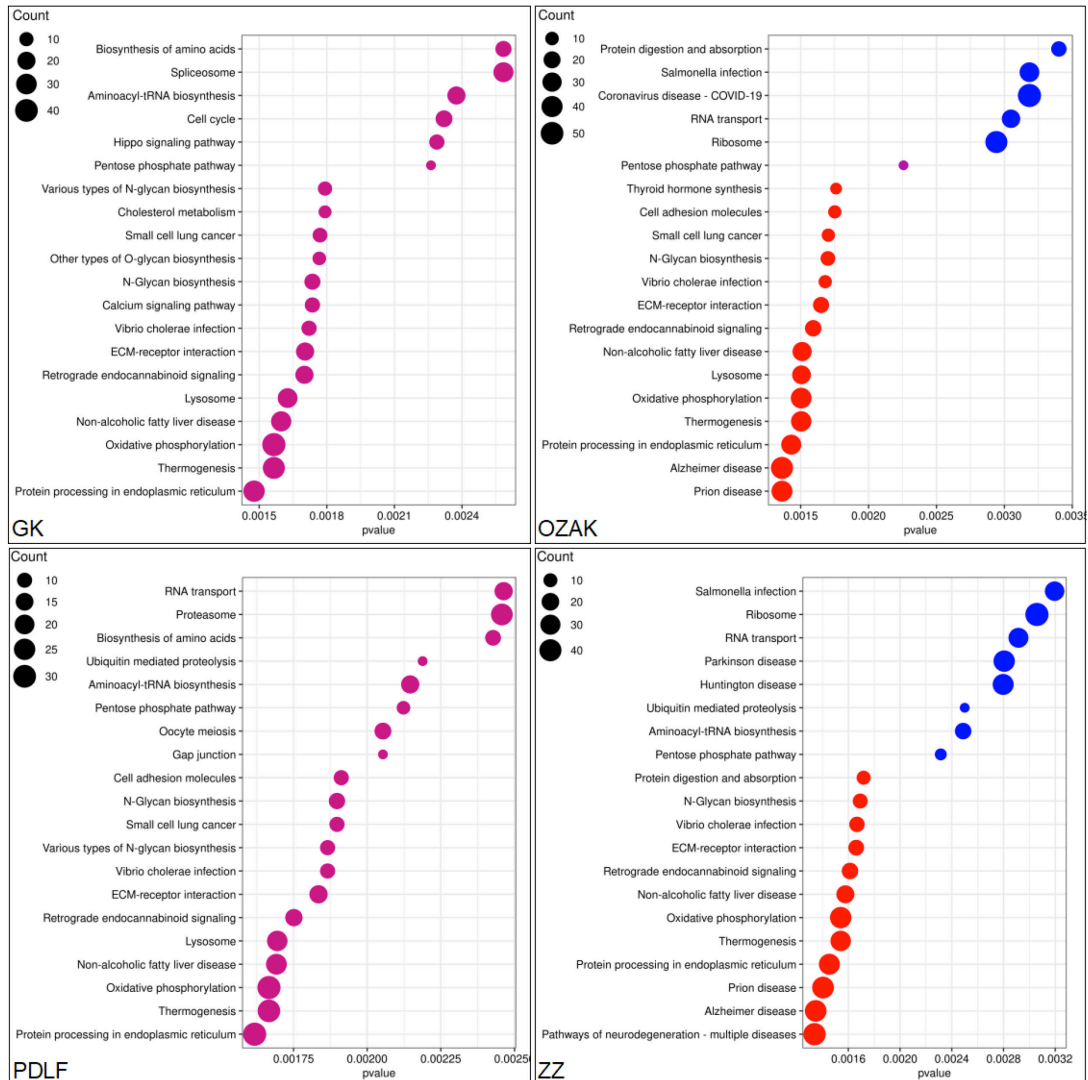 Count
10
20
30
40
Biosynthesis of amino acids
Spliceosome
Aminoacyl-tRNA biosynthesis
Cell cycle
Hippo signaling pathway
Pentose phosphate pathway
Various types of N-glycan biosynthesis
Cholesterol metabolism
Small cell lung cancer
Other types of O-glycan biosynthesis
N-Glycan biosynthesis
Calcium signaling pathway
Vibrio cholerae infection
ECM-receptor interaction
Retrograde endocannabinoid signaling
Lysosome
Non-alcoholic fatty liver disease
Oxidative phosphorylation
Thermogenesis
Protein processing in endoplasmic reticulum
0.0015 0.0018 0.0021 0.0024
pvalue
GK
Count
10
20
30
40
50
Protein digestion and absorption
Salmonella infection
Coronavirus disease - COVID-19
RNA transport
Ribosome
Pentose phosphate pathway
Thyroid hormone synthesis
Cell adhesion molecules
Small cell lung cancer
N-Glycan biosynthesis
Vibrio cholerae infection
ECM-receptor interaction
Retrograde endocannabinoid signaling
Non-alcoholic fatty liver disease
Lysosome
Oxidative phosphorylation
Thermogenesis
Protein processing in endoplasmic reticulum
Alzheimer disease
Prion disease
0.0015 0.0020 0.0025 0.0030 0.0035
pvalue
OZAK
Count
10
15
20
25
30
RNA transport
Proteasome
Biosynthesis of amino acids
Ubiquitin mediated proteolysis
Aminoacyl-tRNA biosynthesis
Pentose phosphate pathway
Oocyte meiosis
Gap junction
Cell adhesion molecules
N-Glycan biosynthesis
Small cell lung cancer
Various types of N-glycan biosynthesis
Vibrio cholerae infection
ECM-receptor interaction
Retrograde endocannabinoid signaling
Lysosome
Non-alcoholic fatty liver disease
Oxidative phosphorylation
Thermogenesis
Protein processing in endoplasmic reticulum
0.00175 0.00200 0.00225 0.00250
pvalue
PDLF
Count
10
20
30
40
Salmonella infection
Ribosome
RNA transport
Parkinson disease
Huntington disease
Ubiquitin mediated proteolysis
Aminoacyl-tRNA biosynthesis
Pentose phosphate pathway
Protein digestion and absorption
N-Glycan biosynthesis
Vibrio cholerae infection
ECM-receptor interaction
Retrograde endocannabinoid signaling
Non-alcoholic fatty liver disease
Oxidative phosphorylation
Thermogenesis
Protein processing in endoplasmic reticulum
Prion disease
Alzheimer disease
Pathways of neurodegeneration - multiple diseases
0.0016 0.0020 0.0024 0.0028 0.0032
pvalue
ZZ